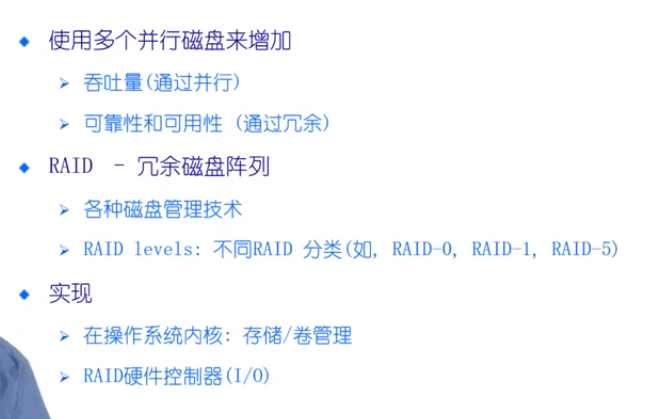 使用多个并行磁盘来增加
吞吐量(通过并行)
可靠性和可用性 (通过冗余)
RAID - 冗余磁盘阵列
各种磁盘管理技术
RAID levels: 不同RAID 分类(如, RAID-0, RAID-1, RAID-5)
实现
在操作系统内核: 存储/卷管理
RAID硬件控制器(I/O)